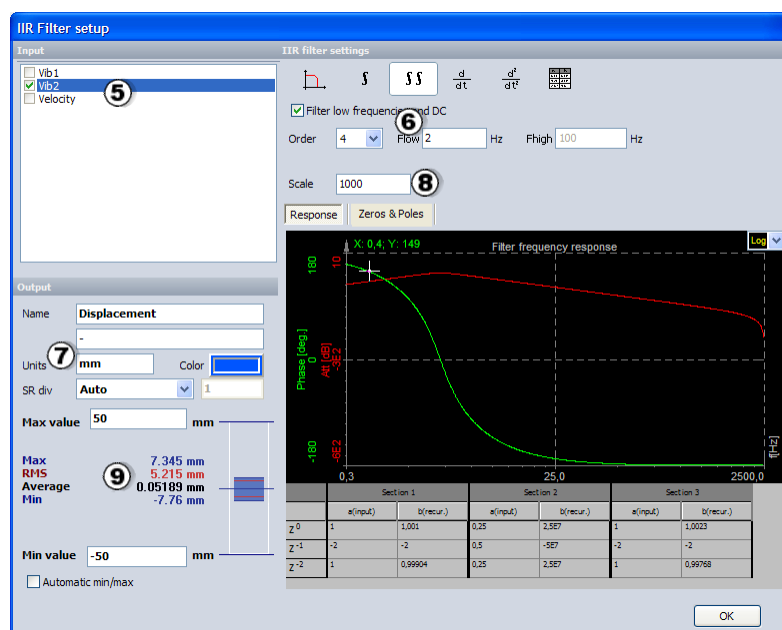 IIR Filter setup
Input
Vib1
Vib2
Velocity
5
IIR filter settings
∫ ∫∫ d/dt d²/dt²
Filter low frequencies and DC
6
Order 4 Flow 2 Hz Fhigh 100 Hz
Scale 1000 8
Response Zeros & Poles
X: 0,4; Y: 149 Filter frequency response Log
180 10
Phase [deg.] 0 Att [dB] -3E2
-180 -6E2
f[Hz]
0,3 25,0 2500,0
Section 1 Section 2 Section 3
a(input) b(recur.) a(input) b(recur.) a(input) b(recur.)
Z 0 1 1,001 0,25 2,5E7 1 1,0023
Z -1 -2 -2 0,5 -5E7 -2 -2
Z -2 1 0,99904 0,25 2,5E7 1 0,99768
Output
Name Displacement
-
Units 7 mm Color
SR div Auto 1
Max value 50 mm
Max 7.345 mm
RMS 5.215 mm
Average 9 0.05189 mm
Min -7.76 mm
Min value -50 mm
Automatic min/max
OK